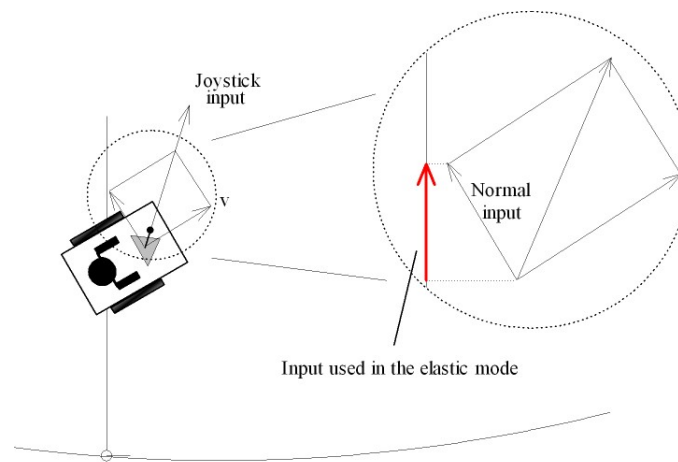 Joystick
input
v
Normal
input
Input used in the elastic mode